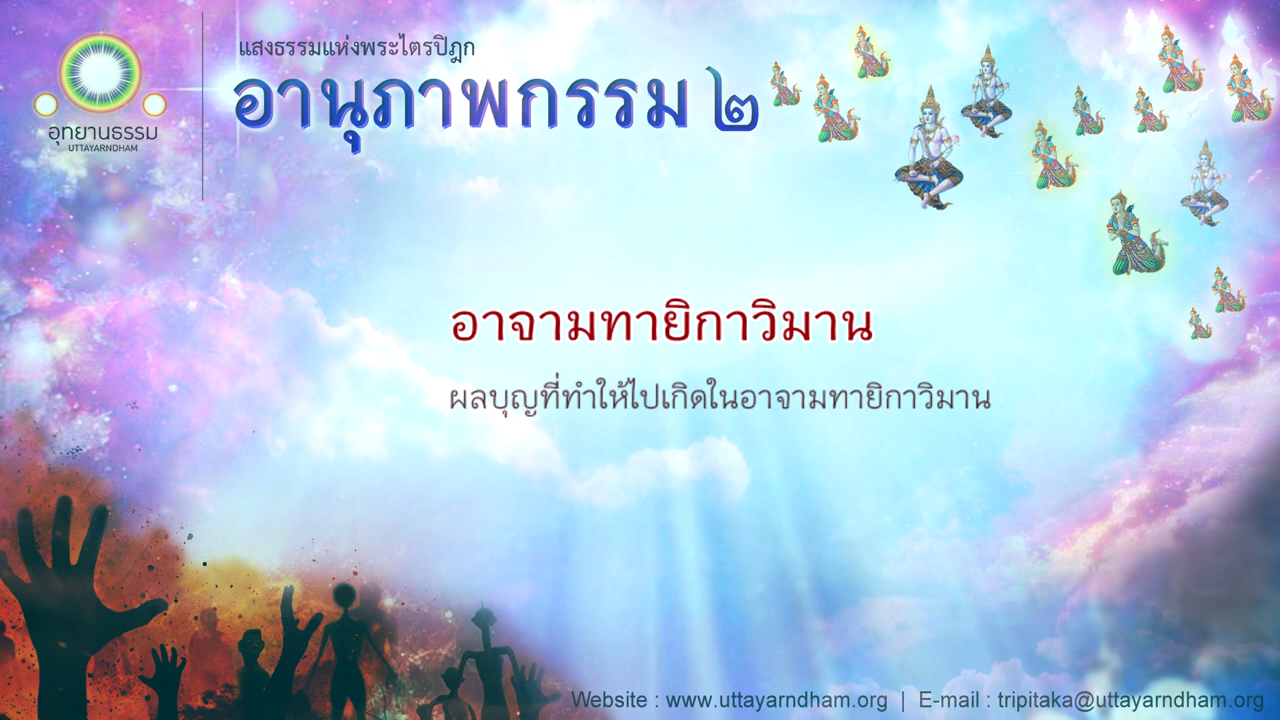 แสงธรรมแห่งพระไตรปิฎก
อานุภาพกรรม ๒
อุทยานธรรม
UTTAYARNDHAM
อาจามทายิกาวิมาน
ผลบุญที่ทำให้ไปเกิดในอาจามทายิกาวิมาน
Website : www.uttayarndham.org | E-mail : tripitaka@uttayarndham.org